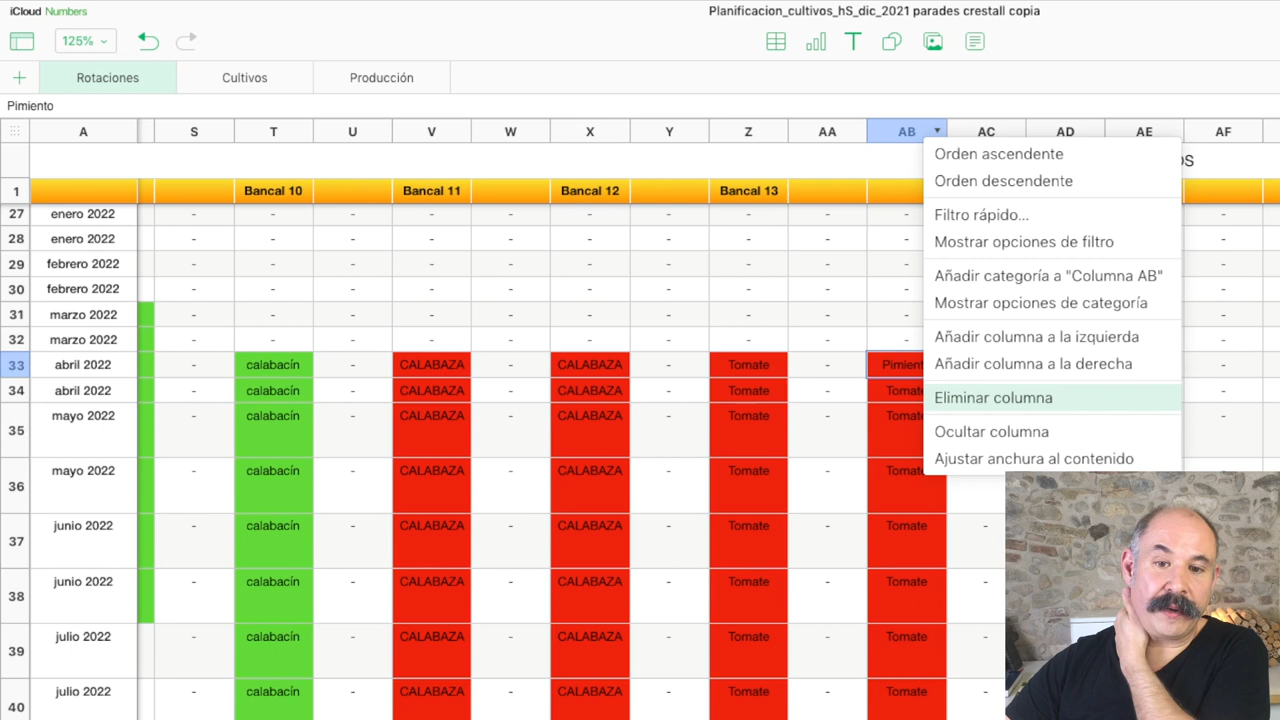 iCloud Numbers
Planificacion_cultivos_hS_dic_2021 parades crestall copia
125%
+ Rotaciones Cultivos Producción
Pimiento
A S T U V W X Y Z AA AB AC AD AE AF
OS
1 Bancal 10 Bancal 11 Bancal 12 Bancal 13
27 enero 2022 - - - - - - - - - - -
28 enero 2022 - - - - - - - - - -
29 febrero 2022 - - - - - - - - - - -
30 febrero 2022 - - - - - - - - - - -
31 marzo 2022 - - - - - - - - - - -
32 marzo 2022 - - - - - - - - - - -
33 abril 2022 - calabacín - CALABAZA - CALABAZA - Tomate - Pimient -
34 abril 2022 - calabacín - CALABAZA - CALABAZA - Tomate - Tomat -
35 mayo 2022 - calabacín - CALABAZA - CALABAZA - Tomate - Tomat -
36 mayo 2022 - calabacín - CALABAZA - CALABAZA - Tomate - Tomat
37 junio 2022 - calabacín - CALABAZA - CALABAZA - Tomate - Tomate -
38 junio 2022 - calabacín - CALABAZA - CALABAZA - Tomate - Tomate -
39 julio 2022 - calabacín - CALABAZA - CALABAZA - Tomate - Tomate -
40 julio 2022 - calabacín - CALABAZA - CALABAZA - Tomate - Tomate -
Orden ascendente
Orden descendente
Filtro rápido...
Mostrar opciones de filtro
Añadir categoría a "Columna AB"
Mostrar opciones de categoría
Añadir columna a la izquierda
Añadir columna a la derecha
Eliminar columna
Ocultar columna
Ajustar anchura al contenido